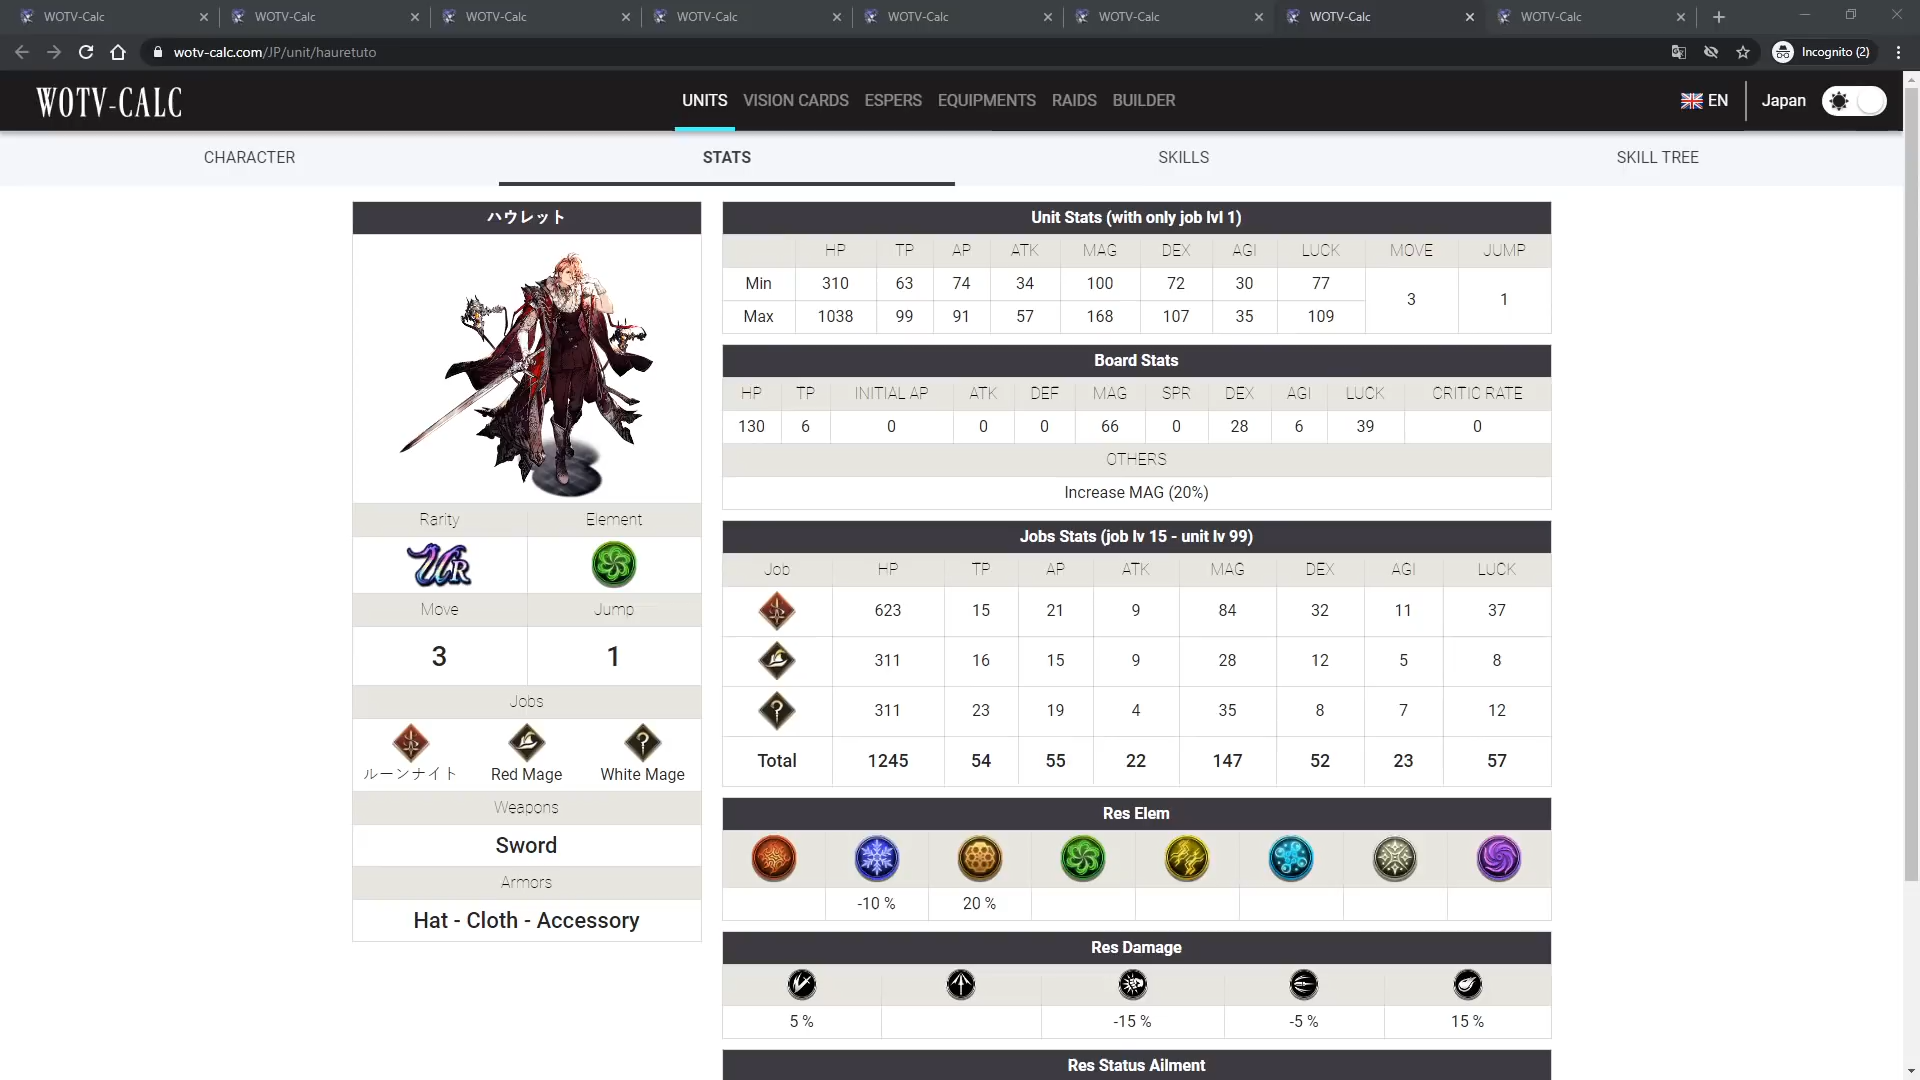 WOTV-Calc WOTV-Calc WOTV-Calc WOTV-Calc WOTV-Calc WOTV-Calc WOTV-Calc WOTV-Calc
wotv-calc.com/JP/unit/hauretuto Incognito (2)
WOTV-CALC UNITS VISION CARDS ESPERS EQUIPMENTS RAIDS BUILDER EN Japan
CHARACTER STATS SKILLS SKILL TREE
ハウレット
Rarity Element
UR
Move Jump
3 1
Jobs
ルーンナイト Red Mage White Mage
Weapons
Sword
Armors
Hat - Cloth - Accessory
Unit Stats (with only job lvl 1)
HP TP AP ATK MAG DEX AGI LUCK MOVE JUMP
Min 310 63 74 34 100 72 30 77 3 1
Max 1038 99 91 57 168 107 35 109
Board Stats
HP TP INITIAL AP ATK DEF MAG SPR DEX AGI LUCK CRITIC RATE
130 6 0 0 0 66 0 28 6 39 0
OTHERS
Increase MAG (20%)
Jobs Stats (job lv 15 - unit lv 99)
Job HP TP AP ATK MAG DEX AGI LUCK
623 15 21 9 84 32 11 37
311 16 15 9 28 12 5 8
311 23 19 4 35 8 7 12
Total 1245 54 55 22 147 52 23 57
Res Elem
-10 % 20 %
Res Damage
5 % -15 % -5 % 15 %
Res Status Ailment